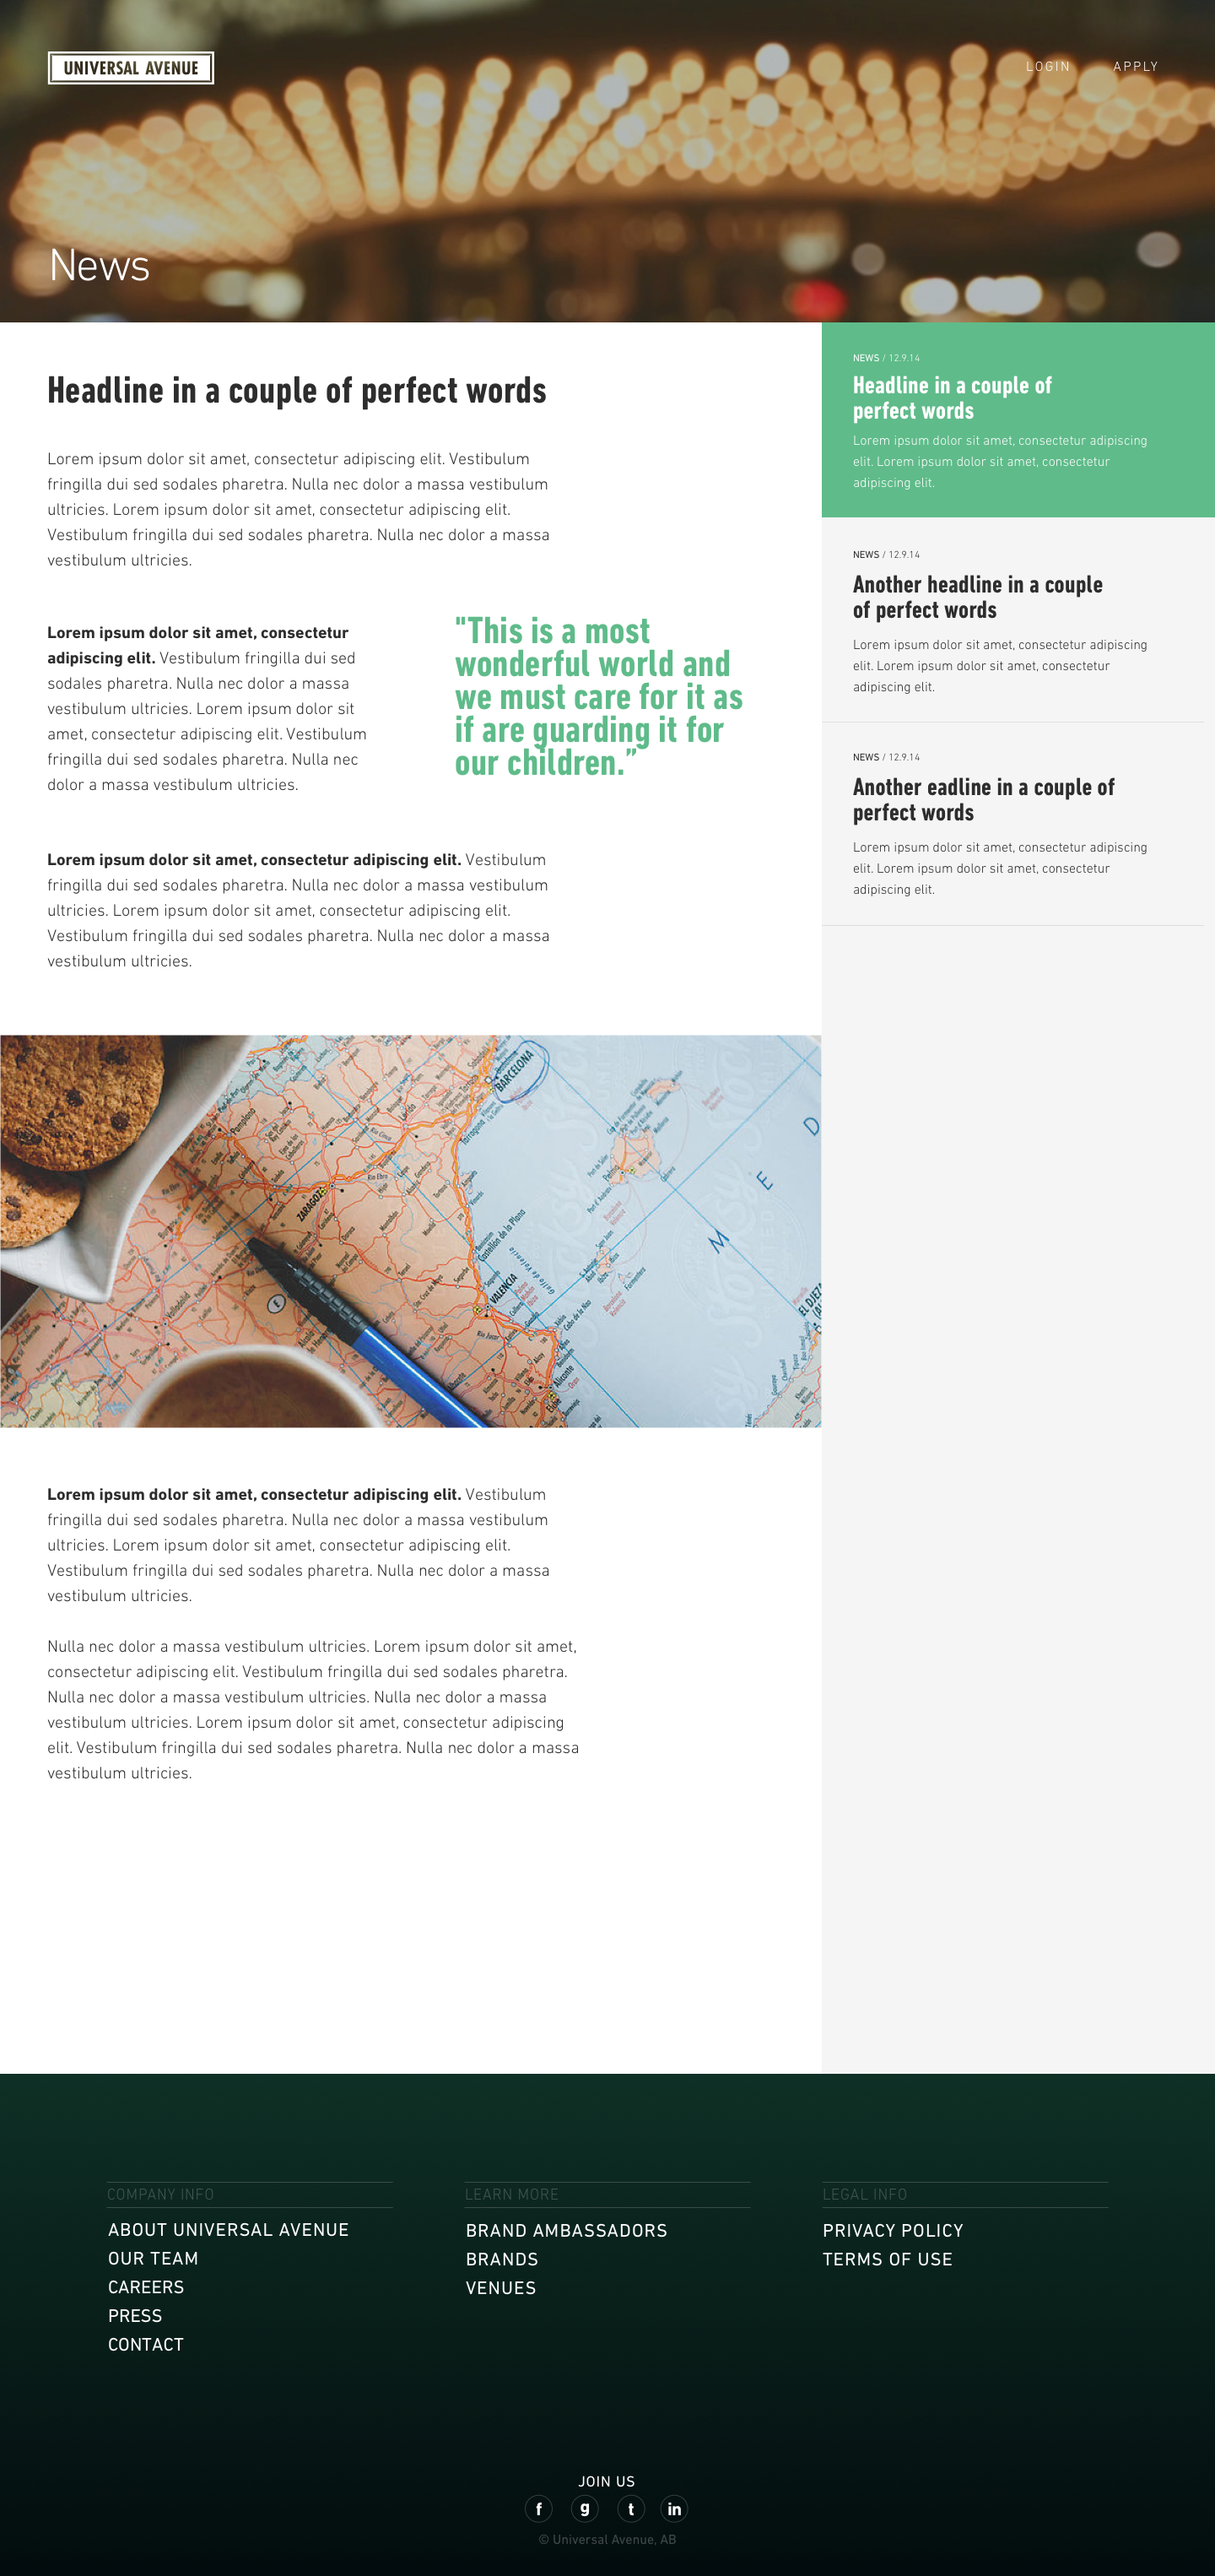 UNIVERSAL AVENUE
LOGIN
APPLY
News
Headline in a couple of perfect words
Lorem ipsum dolor sit amet, consectetur adipiscing elit. Vestibulum
fringilla dui sed sodales pharetra. Nulla nec dolor a massa vestibulum
ultricies. Lorem ipsum dolor sit amet, consectetur adipiscing elit.
Vestibulum fringilla dui sed sodales pharetra. Nulla nec dolor a massa
vestibulum ultricies.
Lorem ipsum dolor sit amet, consectetur
adipiscing elit. Vestibulum fringilla dui sed
sodales pharetra. Nulla nec dolor a massa
vestibulum ultricies. Lorem ipsum dolor sit
amet, consectetur adipiscing elit. Vestibulum
fringilla dui sed sodales pharetra. Nulla nec
dolor a massa vestibulum ultricies.
"This is a most
wonderful world and
we must care for it as
if are guarding it for
our children.”
Lorem ipsum dolor sit amet, consectetur adipiscing elit. Vestibulum
fringilla dui sed sodales pharetra. Nulla nec dolor a massa vestibulum
ultricies. Lorem ipsum dolor sit amet, consectetur adipiscing elit.
Vestibulum fringilla dui sed sodales pharetra. Nulla nec dolor a massa
vestibulum ultricies.
BARCELONA
ZARAGOZA
VALENCIA
Castellón de la Plana
Tarragona
Lérida
Pamplona
Valladolid
Alicante
M E D
Lorem ipsum dolor sit amet, consectetur adipiscing elit. Vestibulum
fringilla dui sed sodales pharetra. Nulla nec dolor a massa vestibulum
ultricies. Lorem ipsum dolor sit amet, consectetur adipiscing elit.
Vestibulum fringilla dui sed sodales pharetra. Nulla nec dolor a massa
vestibulum ultricies.
Nulla nec dolor a massa vestibulum ultricies. Lorem ipsum dolor sit amet,
consectetur adipiscing elit. Vestibulum fringilla dui sed sodales pharetra.
Nulla nec dolor a massa vestibulum ultricies. Nulla nec dolor a massa
vestibulum ultricies. Lorem ipsum dolor sit amet, consectetur adipiscing
elit. Vestibulum fringilla dui sed sodales pharetra. Nulla nec dolor a massa
vestibulum ultricies.
NEWS / 12.9.14
Headline in a couple of
perfect words
Lorem ipsum dolor sit amet, consectetur adipiscing
elit. Lorem ipsum dolor sit amet, consectetur
adipiscing elit.
NEWS / 12.9.14
Another headline in a couple
of perfect words
Lorem ipsum dolor sit amet, consectetur adipiscing
elit. Lorem ipsum dolor sit amet, consectetur
adipiscing elit.
NEWS / 12.9.14
Another eadline in a couple of
perfect words
Lorem ipsum dolor sit amet, consectetur adipiscing
elit. Lorem ipsum dolor sit amet, consectetur
adipiscing elit.
COMPANY INFO
ABOUT UNIVERSAL AVENUE
OUR TEAM
CAREERS
PRESS
CONTACT
LEARN MORE
BRAND AMBASSADORS
BRANDS
VENUES
LEGAL INFO
PRIVACY POLICY
TERMS OF USE
JOIN US
f g t in
© Universal Avenue, AB